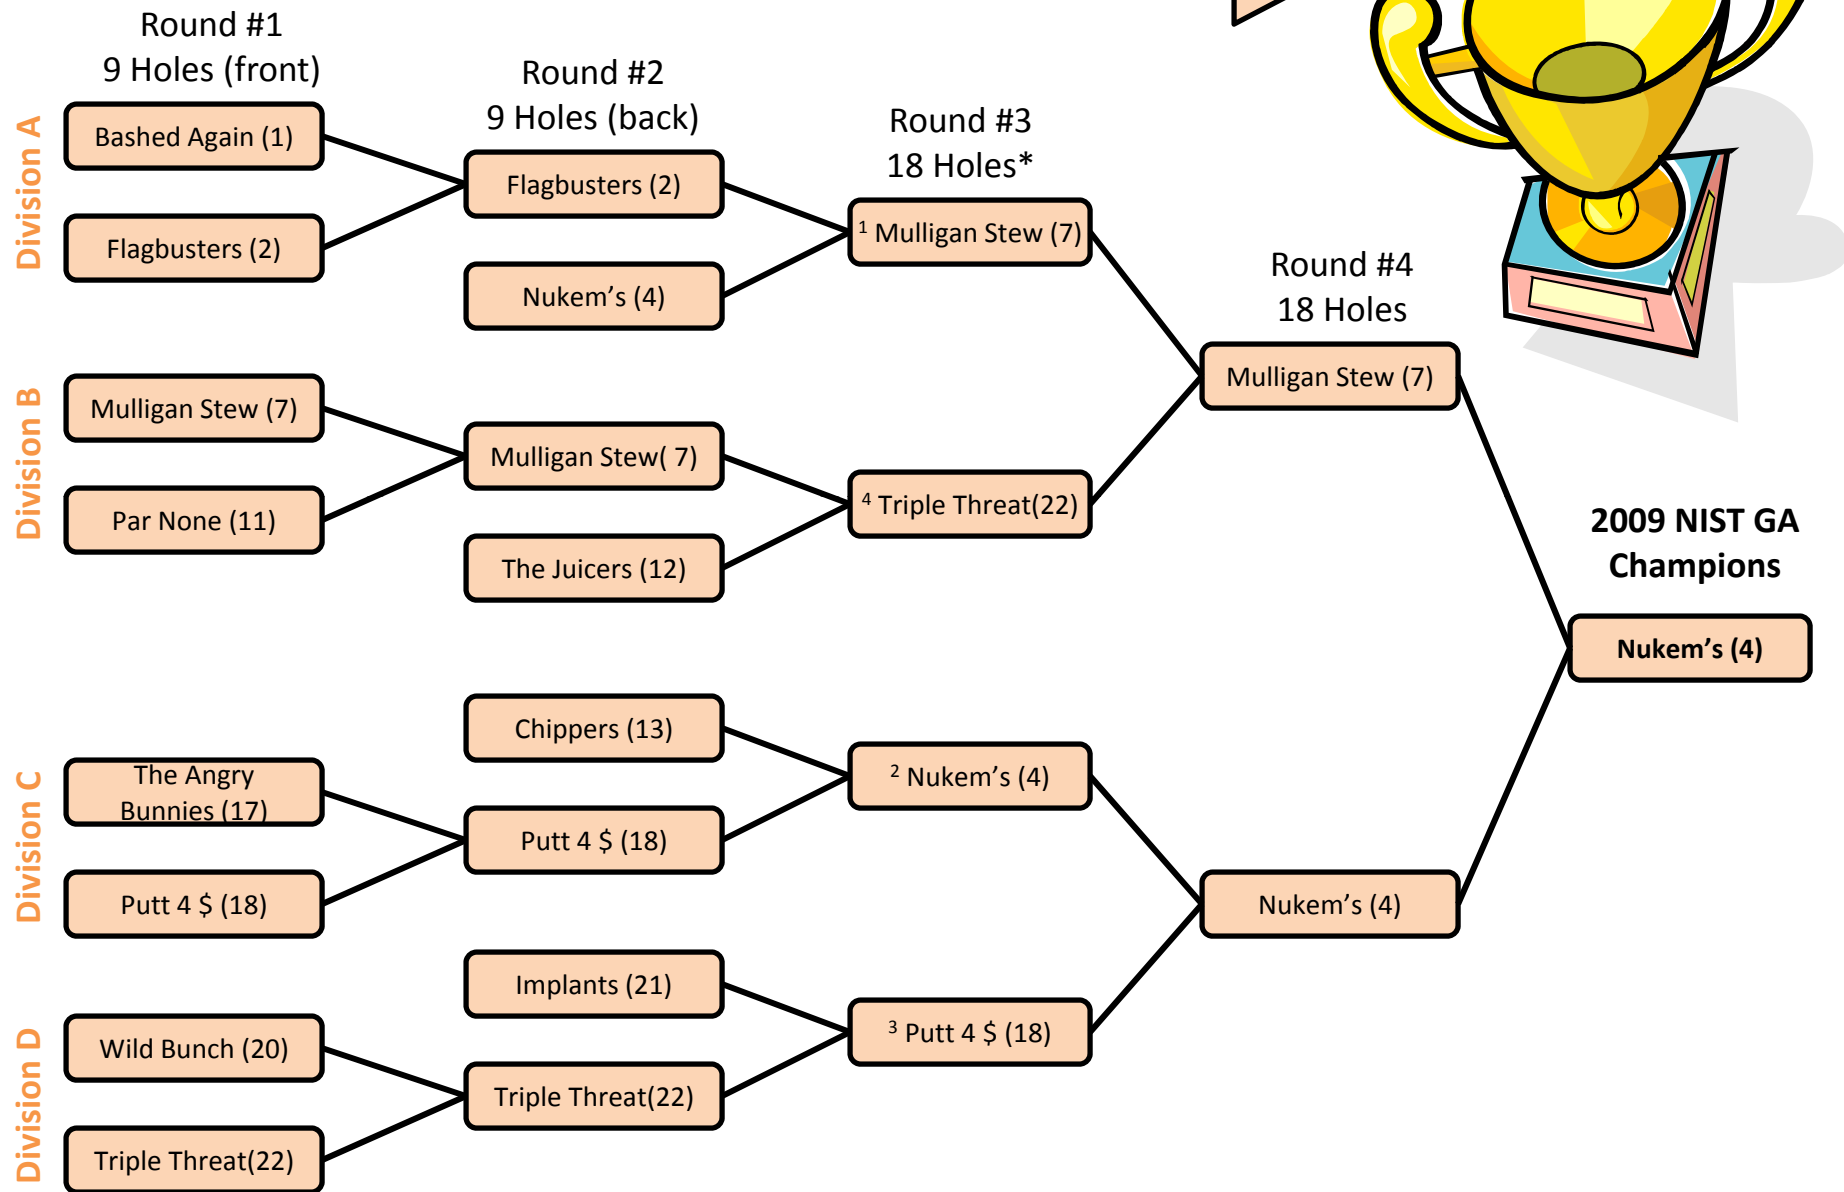 Round #1
9 Holes (front)
Division A
Bashed Again (1)
Flagbusters (2)
Division B
Mulligan Stew (7)
Par None (11)
Division C
The Angry
Bunnies (17)
Putt 4 $ (18)
Division D
Wild Bunch (20)
Triple Threat(22)
Round #2
9 Holes (back)
Flagbusters (2)
Nukem’s (4)
Mulligan Stew( 7)
The Juicers (12)
Chippers (13)
Putt 4 $ (18)
Implants (21)
Triple Threat(22)
Round #3
18 Holes*
1 Mulligan Stew (7)
4 Triple Threat(22)
2 Nukem’s (4)
3 Putt 4 $ (18)
Round #4
18 Holes
Mulligan Stew (7)
Nukem’s (4)
2009 NIST GA
Champions
Nukem’s (4)